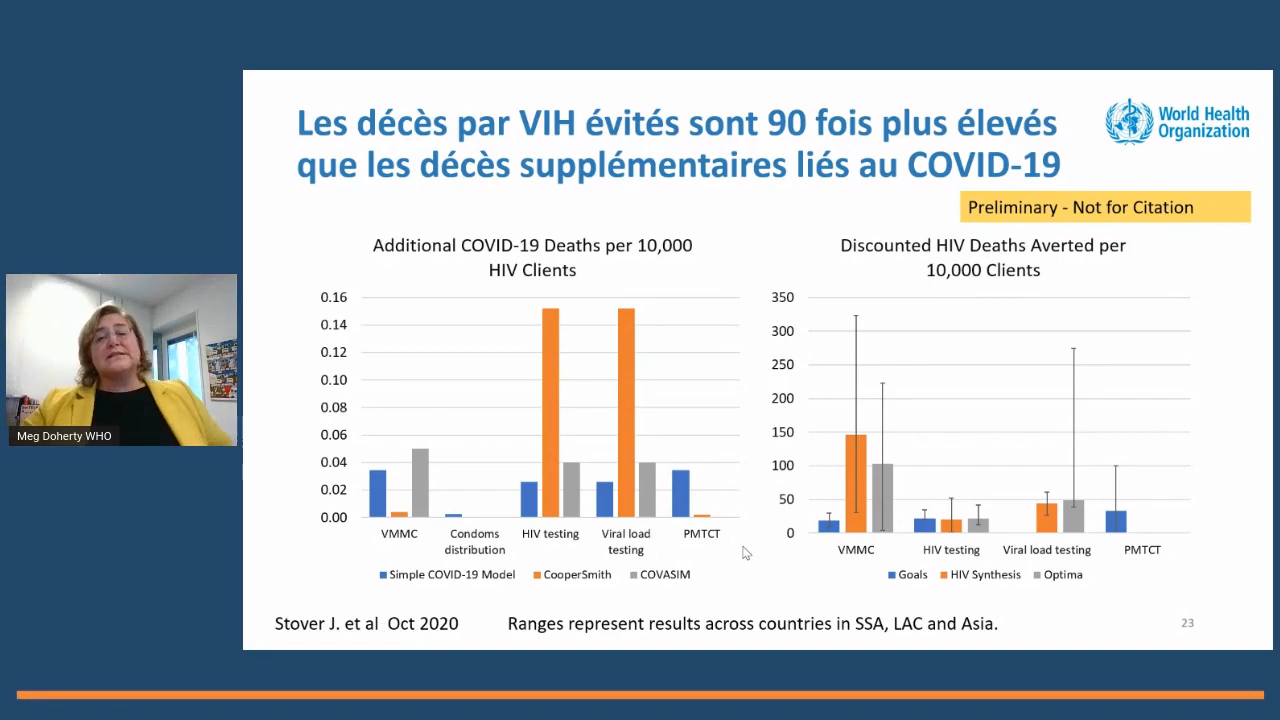 Les décès par VIH évités sont 90 fois plus élevés
que les décès supplémentaires liés au COVID-19
World Health
Organization
Preliminary - Not for Citation
Additional COVID-19 Deaths per 10,000
HIV Clients
0.16
0.14
0.12
0.10
0.08
0.06
0.04
0.02
0.00
VMMC
Condoms
distribution
HIV testing
Viral load
testing
PMTCT
Simple COVID-19 Model
CooperSmith
COVASIM
Discounted HIV Deaths Averted per
10,000 Clients
350
300
250
200
150
100
50
0
VMMC
HIV testing
Viral load testing
PMTCT
Goals
HIV Synthesis
Optima
Meg Doherty WHO
Stover J. et al Oct 2020
Ranges represent results across countries in SSA, LAC and Asia.
23